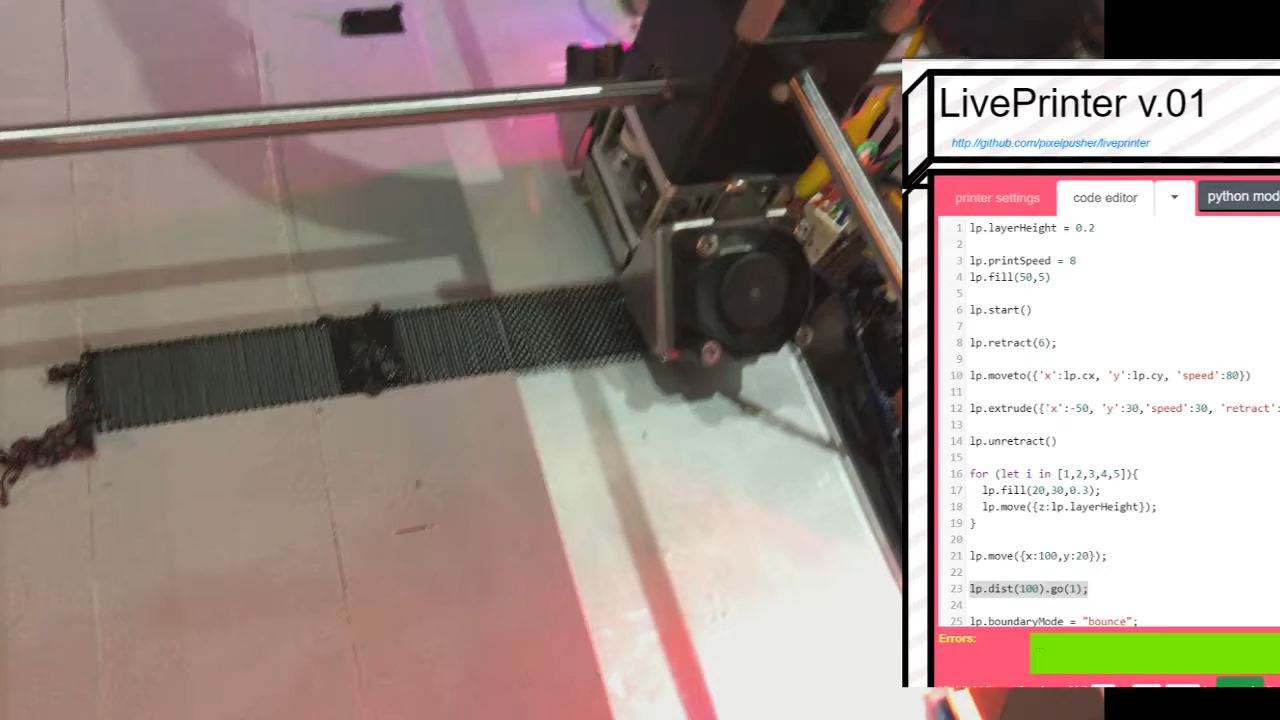 LivePrinter v.01
http://github.com/pixelpusher/liveprinter
printer settings
code editor
python mod
1 lp.layerHeight = 0.2
2
3 lp.printSpeed = 8
4 lp.fill(50,5)
5
6 lp.start()
7
8 lp.retract(6);
9
10 lp.moveto({'x':lp.cx, 'y':lp.cy, 'speed':80})
11
12 lp.extrude({'x':-50, 'y':30,'speed':30, 'retract':
13
14 lp.unretract()
15
16 for (let i in [1,2,3,4,5]){
17 lp.fill(20,30,0.3);
18 lp.move({z:lp.layerHeight});
19 }
20
21 lp.move({x:100,y:20});
22
23 lp.dist(100).go(1);
24
25 lp.boundaryMode = "bounce";
Errors:
...